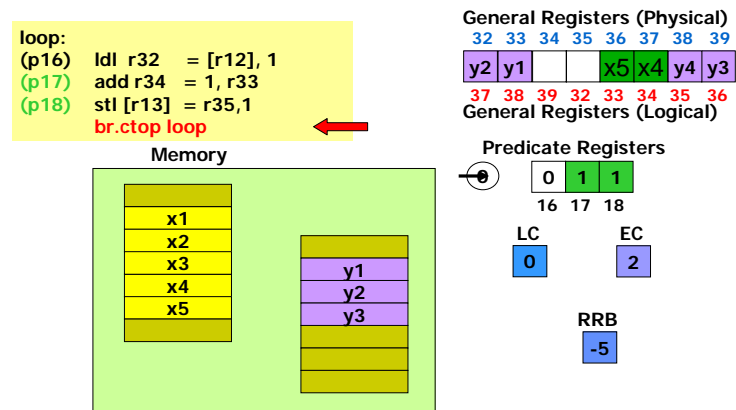 General Registers (Physical)
32 33 34 35 36 37 38 39
y2 y1 x5 x4 y4 y3
37 38 39 32 33 34 35 36
General Registers (Logical)
loop:
(p16) ldl r32 = [r12], 1
(p17) add r34 = 1, r33
(p18) stl [r13] = r35,1
br.ctop loop
Memory
x1
x2
x3
x4
x5
y1
y2
y3
Predicate Registers
0 1 1
16 17 18
LC EC
0 2
RRB
-5